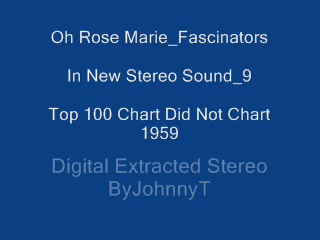 Oh Rose Marie_Fascinators
In New Stereo Sound_9
Top 100 Chart Did Not Chart
1959
Digital Extracted Stereo
ByJohnnyT